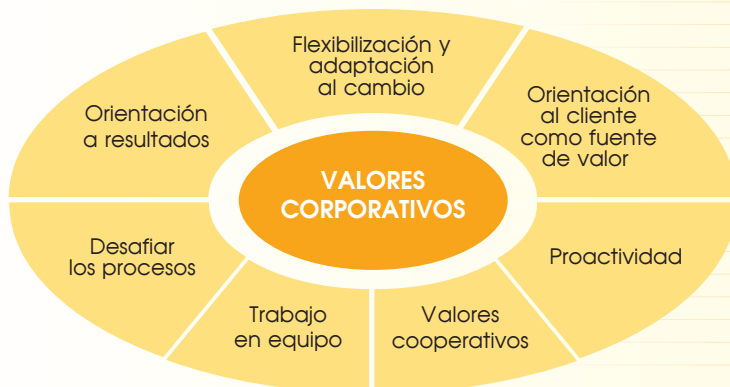 Flexibilización y
adaptación
al cambio
Orientación
al cliente
como fuente
de valor
Proactividad
Valores
cooperativos
Trabajo
en equipo
Desafiar
los procesos
Orientación
a resultados
VALORES
CORPORATIVOS